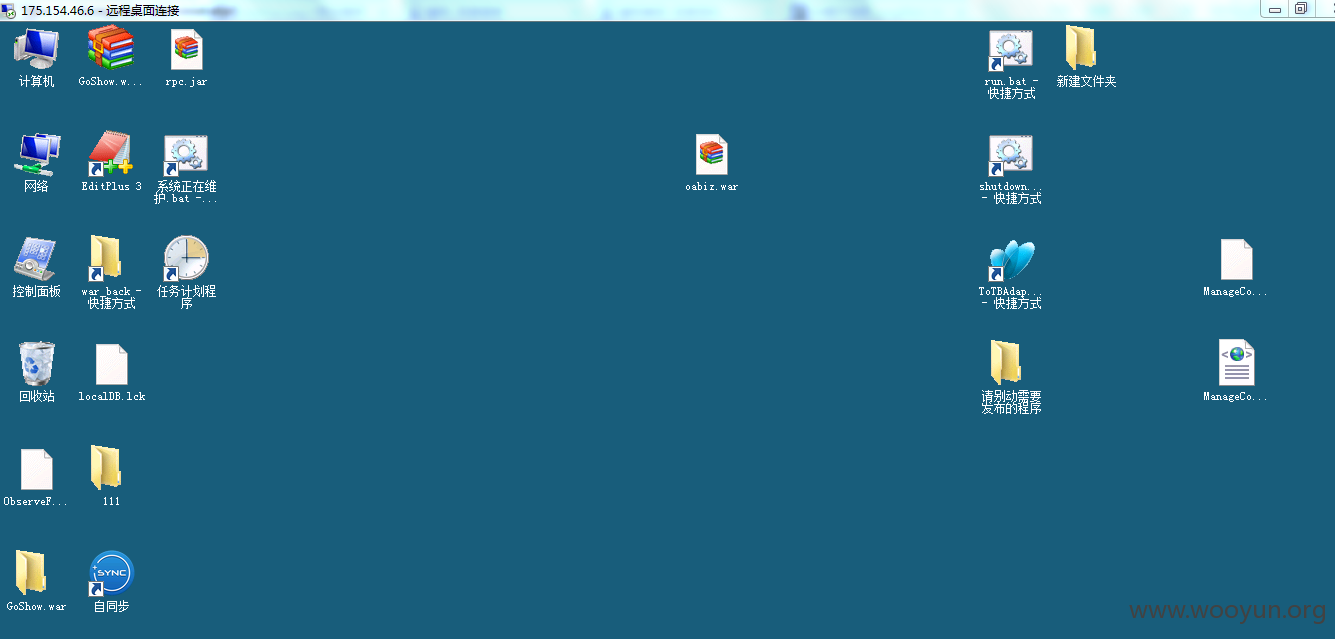 175.154.46.6 - 远程桌面连接
计算机
GoShow.w...
rpc.jar
run.bat -
快捷方式
新建文件夹
网络
EditPlus 3
系统正在维
护.bat -...
oabiz.war
shutdown...
- 快捷方式
控制面板
war_back -
快捷方式
任务计划程
序
ToTBAdap...
- 快捷方式
ManageCo...
回收站
localDB.lck
请别动需要
发布的程序
ManageCo...
ObserveF...
111
GoShow.war
SYNC
自同步
www.wooyun.org